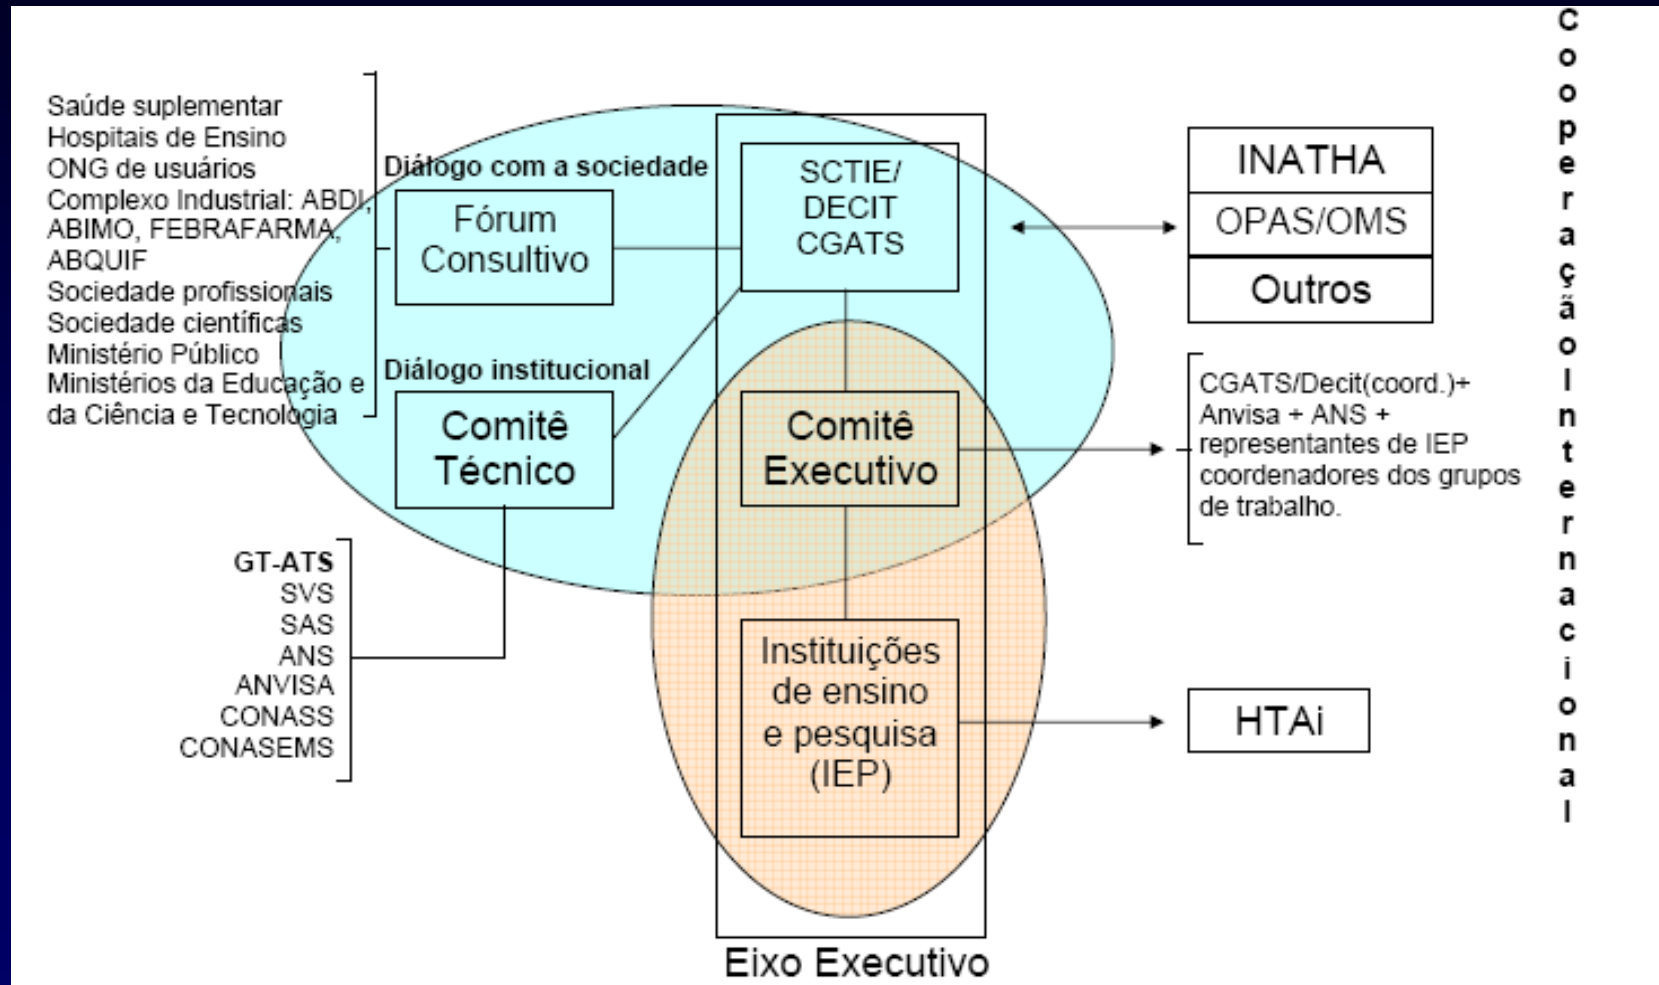 Saúde suplementar
Hospitais de Ensino
ONG de usuários
Complexo Industrial: ABDI,
ABIMO, FEBRAFARMA,
ABQUIF
Sociedade profissionais
Sociedade científicas
Ministério Público
Ministérios da Educação e
da Ciência e Tecnologia
Diálogo com a sociedade
Fórum
Consultivo
Diálogo institucional
Comitê
Técnico
GT-ATS
SVS
SAS
ANS
ANVISA
CONASS
CONASEMS
SCTIE/
DECIT
CGATS
Comitê
Executivo
Instituições
de ensino
e pesquisa
(IEP)
Eixo Executivo
INATHA
OPAS/OMS
Outros
CGATS/Decit(coord.)+
Anvisa + ANS +
representantes de IEP
coordenadores dos grupos
de trabalho.
HTAi
CooperaçãoInternacional